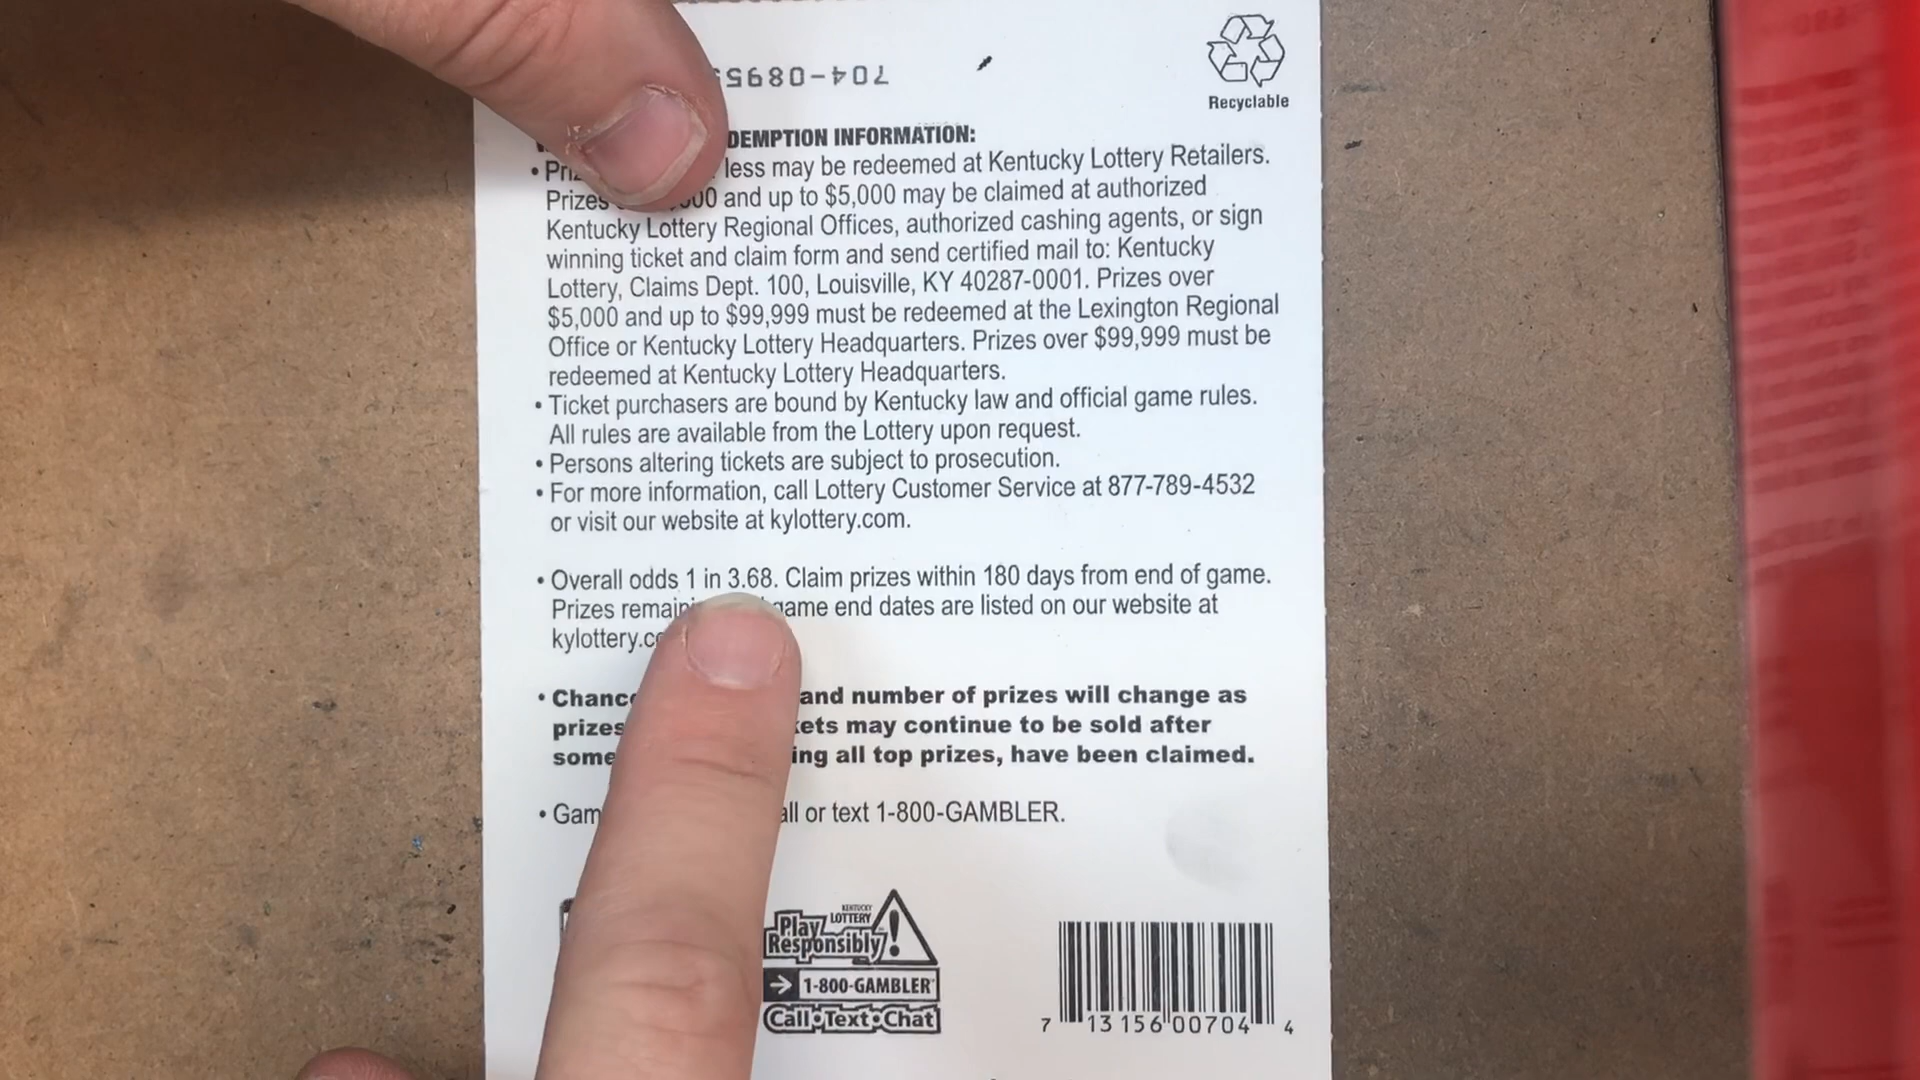 704-0895
Recyclable
DEMPTION INFORMATION:
• less may be redeemed at Kentucky Lottery Retailers.
Prizes 00 and up to $5,000 may be claimed at authorized
Kentucky Lottery Regional Offices, authorized cashing agents, or sign
winning ticket and claim form and send certified mail to: Kentucky
Lottery, Claims Dept. 100, Louisville, KY 40287-0001. Prizes over
$5,000 and up to $99,999 must be redeemed at the Lexington Regional
Office or Kentucky Lottery Headquarters. Prizes over $99,999 must be
redeemed at Kentucky Lottery Headquarters.
• Ticket purchasers are bound by Kentucky law and official game rules.
All rules are available from the Lottery upon request.
• Persons altering tickets are subject to prosecution.
• For more information, call Lottery Customer Service at 877-789-4532
or visit our website at kylottery.com.
• Overall odds 1 in 3.68. Claim prizes within 180 days from end of game.
Prizes remaini game end dates are listed on our website at
kylottery.co
• Chance and number of prizes will change as
prizes kets may continue to be sold after
some ing all top prizes, have been claimed.
• Gam all or text 1-800-GAMBLER.
KENTUCKY
LOTTERY
Play
Responsibly
1-800-GAMBLER
Call•Text•Chat
7 13156 00704 4